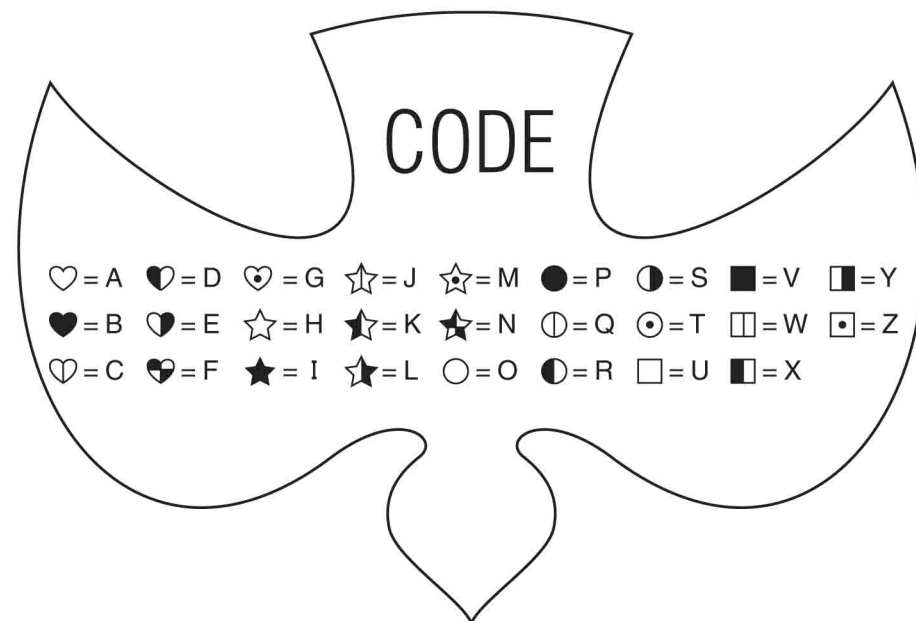 CODE
♡ = A ◐ = D ♡ = G ☆ = J ☆ = M ● = P ◑ = S ■ = V ◨ = Y
♥ = B ♡ = E ☆ = H ★ = K ★ = N ⦶ = Q ⊙ = T ◫ = W ⊡ = Z
♡ = C ♥ = F ★ = I ★ = L ○ = O ◐ = R □ = U ◧ = X